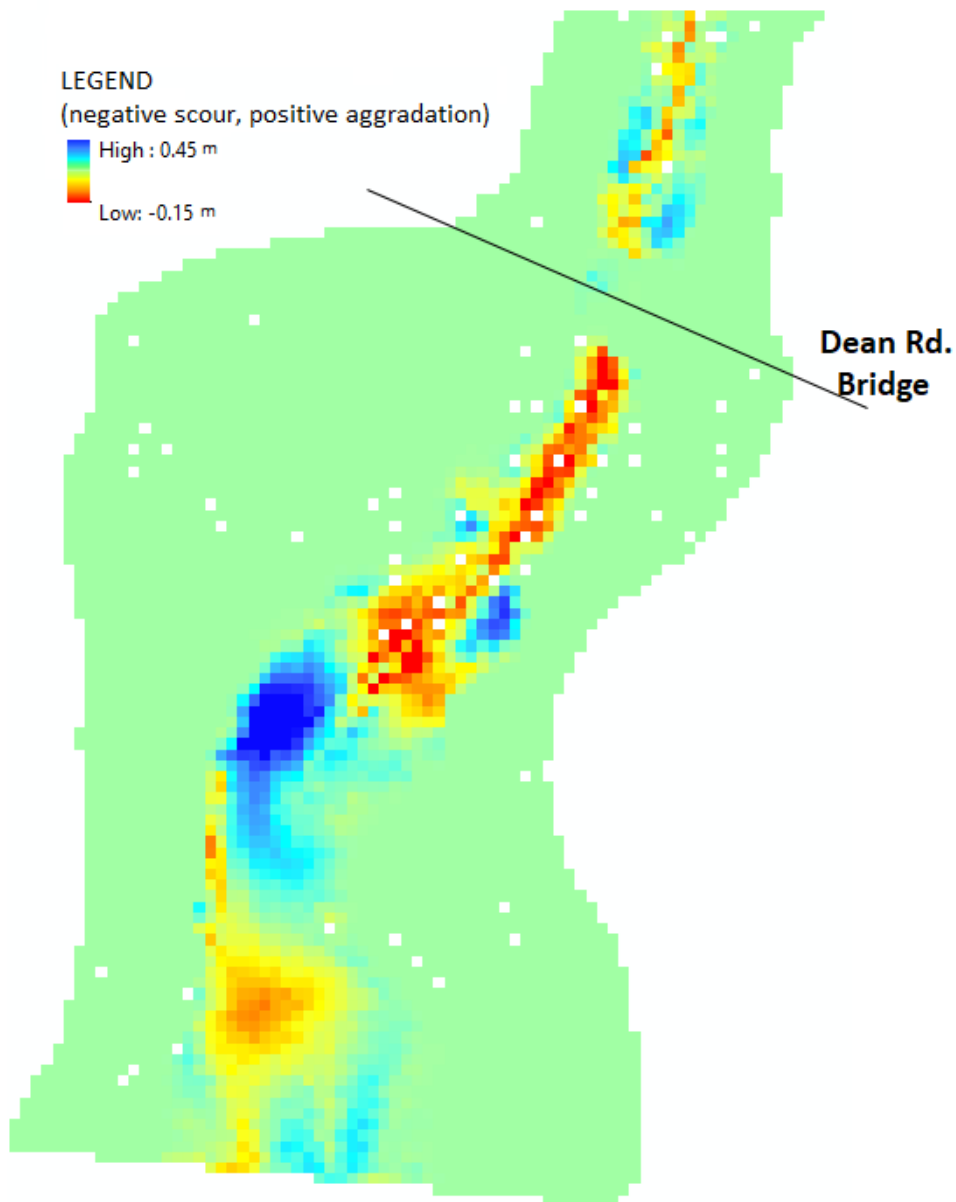 LEGEND
(negative scour, positive aggradation)
High : 0.45 m
Low: -0.15 m
Dean Rd.
Bridge